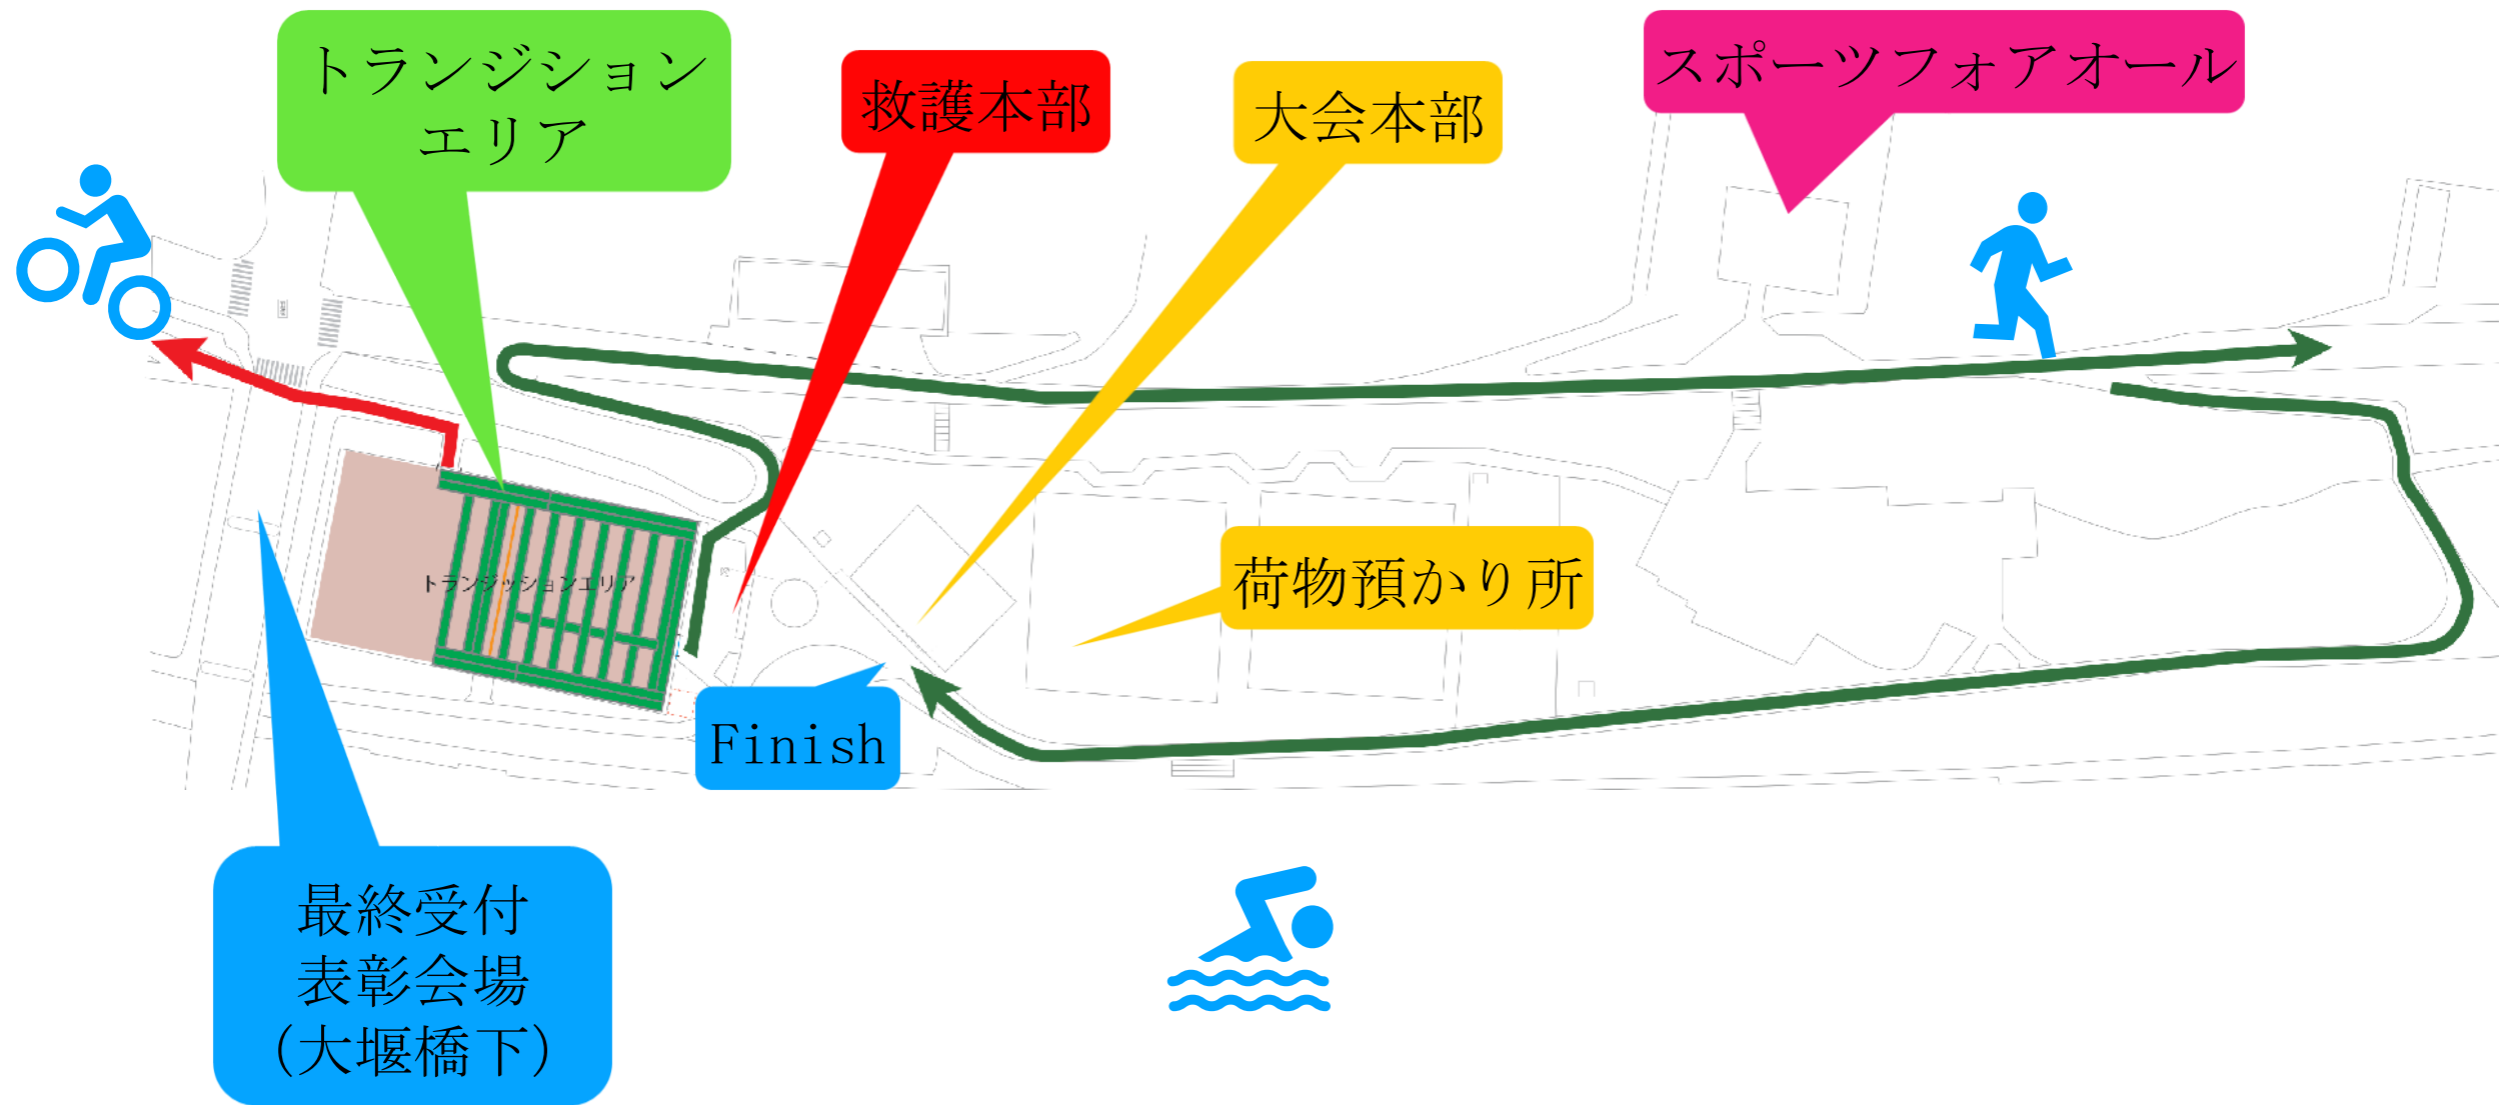 トランジション
エリア
救護本部
大会本部
スポーツフォアオール
トランジッションエリア
荷物預かり所
Finish
最終受付
表彰会場
(大堰橋下)